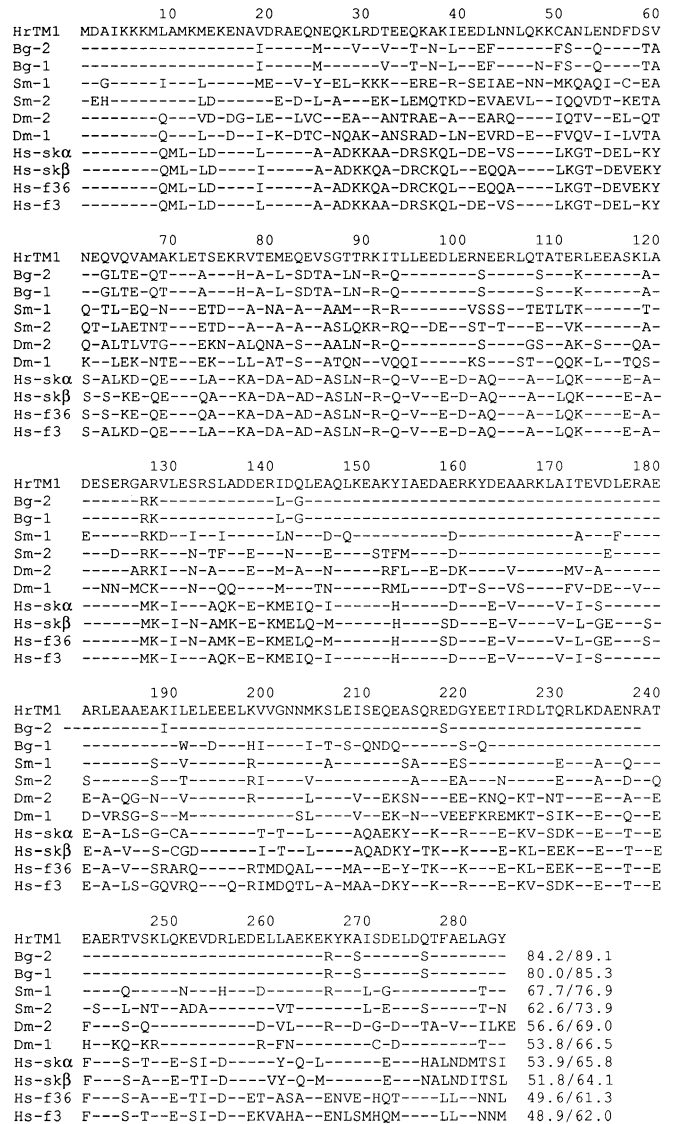 10 20 30 40 50 60
HrTM1 MDAIKKKMLAMKMEKENAVDRAEQNEQKLRDTEEQKAKIEEDLNNLQKKCANLENDFDSV
Bg-2 ------------------I-----M---V--V--T-N-L--EF-----FS--Q----TA
Bg-1 ------------------I-----M---V-----T-N-L--EF----N-FS--Q----TA
Sm-1 --G-----I---L-----ME--V-Y-EL-KKK--ERE-R-SEIAE-NN-MKQAQI-C-EA
Sm-2 -EH---------LD------E-D-L-A---EK-LEMQTKD-EVAEVL--IQQVDT-KETA
Dm-2 --------Q---VD-DG-LE-LVC--EA--ANTRAE-A--EARQ---IQTV--EL-QT
Dm-1 --------Q---L--D-I-K-DTC-NQAK-ANSRAD-LN-EVRD-E--FVQV-I-LVTA
Hs-skα --------QML-LD-----L-----A-ADKKAA-DRSKQL-DE-VS---LKGT-DEL-KY
Hs-skβ --------QML-LD-----I-----A-ADKKQA-DRCKQL-EQQA----LKGT-DEVEKY
Hs-f36 --------QML-LD-----I-----A-ADKKQA-DRCKQL-EQQA----LKGT-DEVEKY
Hs-f3 --------QML-LD-----L-----A-ADKKAA-DRSKQL-DE-VS---LKGT-DEL-KY
70 80 90 100 110 120
HrTM1 NEQVQVAMAKLETSEKRVTEMEQEVSGTTRKITLLEEDLERNEERLQTATERLEEASKLA
Bg-2 --GLTE-QT---A---H-A-L-SDTA-LN-R-Q--------S-----S---K------A-
Bg-1 --GLTE-QT---A---H-A-L-SDTA-LN-R-Q--------S-----S---K------A-
Sm-1 Q-TL-EQ-N---ETD--A-NA-A--AAM--R-R-------VSSS--TETLTK-----T-
Sm-2 QT-LAETNT---ETD--A----A--ASLQKR-RQ--DE--ST-T---E--VK-----A-
Dm-2 Q-ALTLVTG---EKN-ALQNA-S--AALN-R-Q--------S-----GS--AK-S--QA-
Dm-1 K--LEK-NTE--EK-LL-AT-S--ATQN--VQQI-----KS---ST--QQK-L--TQS-
Hs-skα S-ALKD-QE---LA--KA-DA-AD-ASLN-R-Q-V--E-D-AQ---A--LQK----E-A-
Hs-skβ S-S-KE-QE---QA--KA-DA-AD-ASLN-R-Q-V--E-D-AQ---A--LQK----E-A-
Hs-f36 S-S-KE-QQ---QA--KA-DA-AD-ASLN-R-Q-V--E-D-AQ---A--LQK----E-A-
Hs-f3 S-ALKD-QE---LA--KA-DA-AD-ASLN-R-Q-V--E-D-AQ---A--LQK----E-A-
130 140 150 160 170 180
HrTM1 DESERGARVLESRSLADDERIDQLEAQLKEAKYIAEDAERKYDEAARKLAITEVDLERAE
Bg-2 ------RK-------------L-G------------------------------------
Bg-1 ------RK-------------L-G------------------------------------
Sm-1 E-----RKD--I--I------LN---D-Q----------D------------A---F---
Sm-2 ---D--RK---N-TF--E---N---E-----STFM----D---------------E----
Dm-2 -----ARKI--N-A---E--M---A-N-----RFL--E-DK----V---MV-A-------
Dm-1 --NN-MCK---N--QQ----M---TN------RML---DT-S--VS---FV-DE--V--
Hs-skα ------MK-I---AQK-E-KMEIQ-I------H-----D--E-V---V-I-S--------
Hs-skβ ------MK-I--N-AMK-E-KMELQ-M-----H----SD--E-V---V-L-GE----S-
Hs-f36 ------MK-I--N-AMK-E-KMELQ-M-----H----SD--E-V---V-L-GE----S-
Hs-f3 ------MK-I---AQK-E-KMEIQ-I------H-----D--E-V---V-I-S--------
190 200 210 220 230 240
HrTM1 ARLEAAEAKILELEEELKVVGNNMKSLEISEQEASQREDGYEETIRDLTQRLKDAENRAT
Bg-2 ----------I----------------------------S--------------------
Bg-1 ----------W--D---HI-----I-T-S-QNDQ------E-C-----------------
Sm-1 -------S--V------R-------A-------SA---EE---------E---A--Q---
Sm-2 S------S--T------RI----V----------A---EA---N-----E-----D--Q
Dm-2 E-A-QG-N--V------R-----L----V-EKSN---EE-KNQ-KT-NT---E--A--E
Dm-1 D-VRSG-S--M-----------SL----V--EKN--VEEFKREMKT-SIK---E--Q--E
Hs-skα E-A-LS-G-CA------T-T--L----AQAEKY--K--R---E-KV-SDK---E--T--E
Hs-skβ E-A-V--S-CGD-----I-T--L----AQADKY-TK--K---E-KL-EEK---E--T--E
Hs-f36 E-A-V--SRARQ-----RTMDQAL---MA--E-Y-TK--K---E-KL-EEK---E--T--E
Hs-f3 E-A-LS-GQVRQ---Q-RIMDQTL-A-MAA-DKY--K--R---E-KV-SDK---E--T--E
250 260 270 280
HrTM1 EAERTVSKLQKEVDRLEDELLAEKEKYKAISDELDQTFAELAGY
Bg-2 --------------------------R--S------S------- 84.2/89.1
Bg-1 --------------------------R--S------S------- 80.0/85.3
Sm-1 ----Q-----N---H---D-------R---L--G-------T-- 67.7/76.9
Sm-2 -S--L-NT--ADA------VT-----L--E------S-----T-N 62.6/73.9
Dm-2 F---S-Q-----------D-VL--R---D-G-D--TA-V--ILKE 56.6/69.0
Dm-1 H--KQ-KR----------R-FN--------C-D-------T-- 53.8/66.5
Hs-skα F---S-T--E-SI-D------Y-Q-L------E---HALNDMTSI 53.9/65.8
Hs-skβ F---S-A--E-TI-D-----VY-Q-M------E---NALNDITSL 51.8/64.1
Hs-f36 F---S-A--E-TI-D--ET-ASA--ENVE-HQT---LL--NNL 49.6/61.3
Hs-f3 F---S-T--E-SI-D--EKVAHA--ENLSMHQM---LL--NNM 48.9/62.0